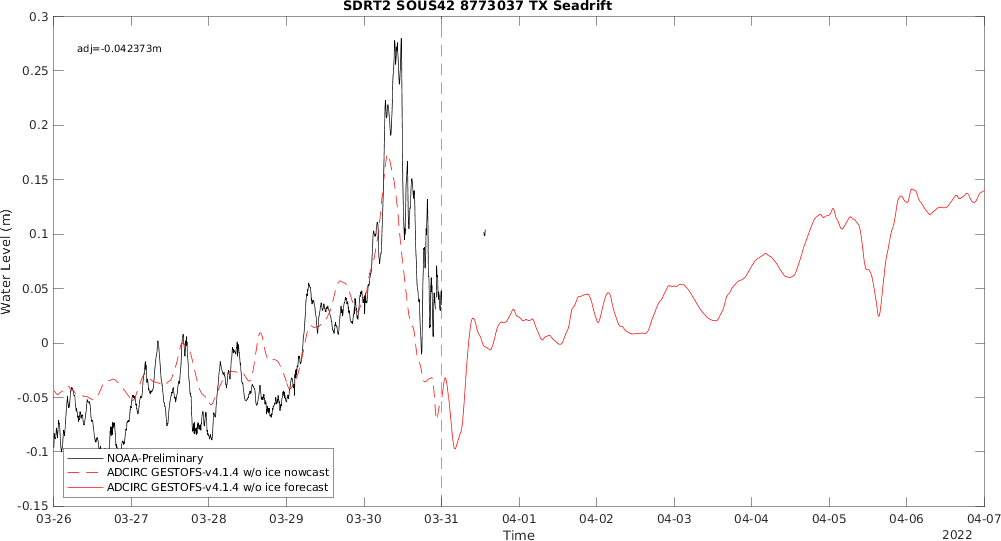 SDRT2 SOUS42 8773037 TX Seadrift
adj=-0.042373m
0.3
0.25
0.2
0.15
0.1
0.05
0
-0.05
-0.1
-0.15
Water Level (m)
NOAA-Preliminary
ADCIRC GESTOFS-v4.1.4 w/o ice nowcast
ADCIRC GESTOFS-v4.1.4 w/o ice forecast
03-26 03-27 03-28 03-29 03-30 03-31 04-01 04-02 04-03 04-04 04-05 04-06 04-07
Time
2022